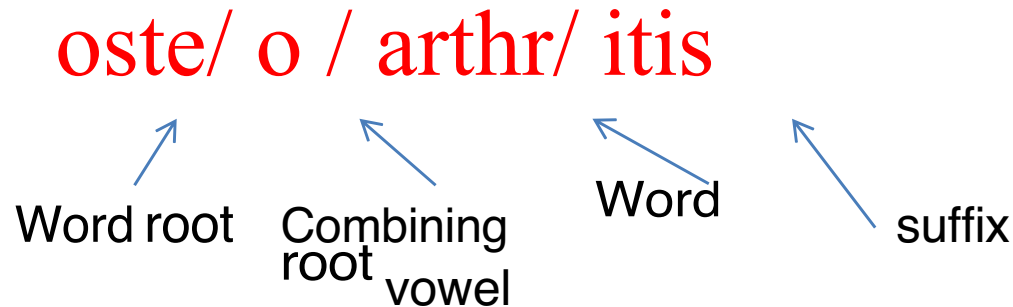 oste/ o / arthr/ itis
Word root
Combining
root
vowel
Word
suffix